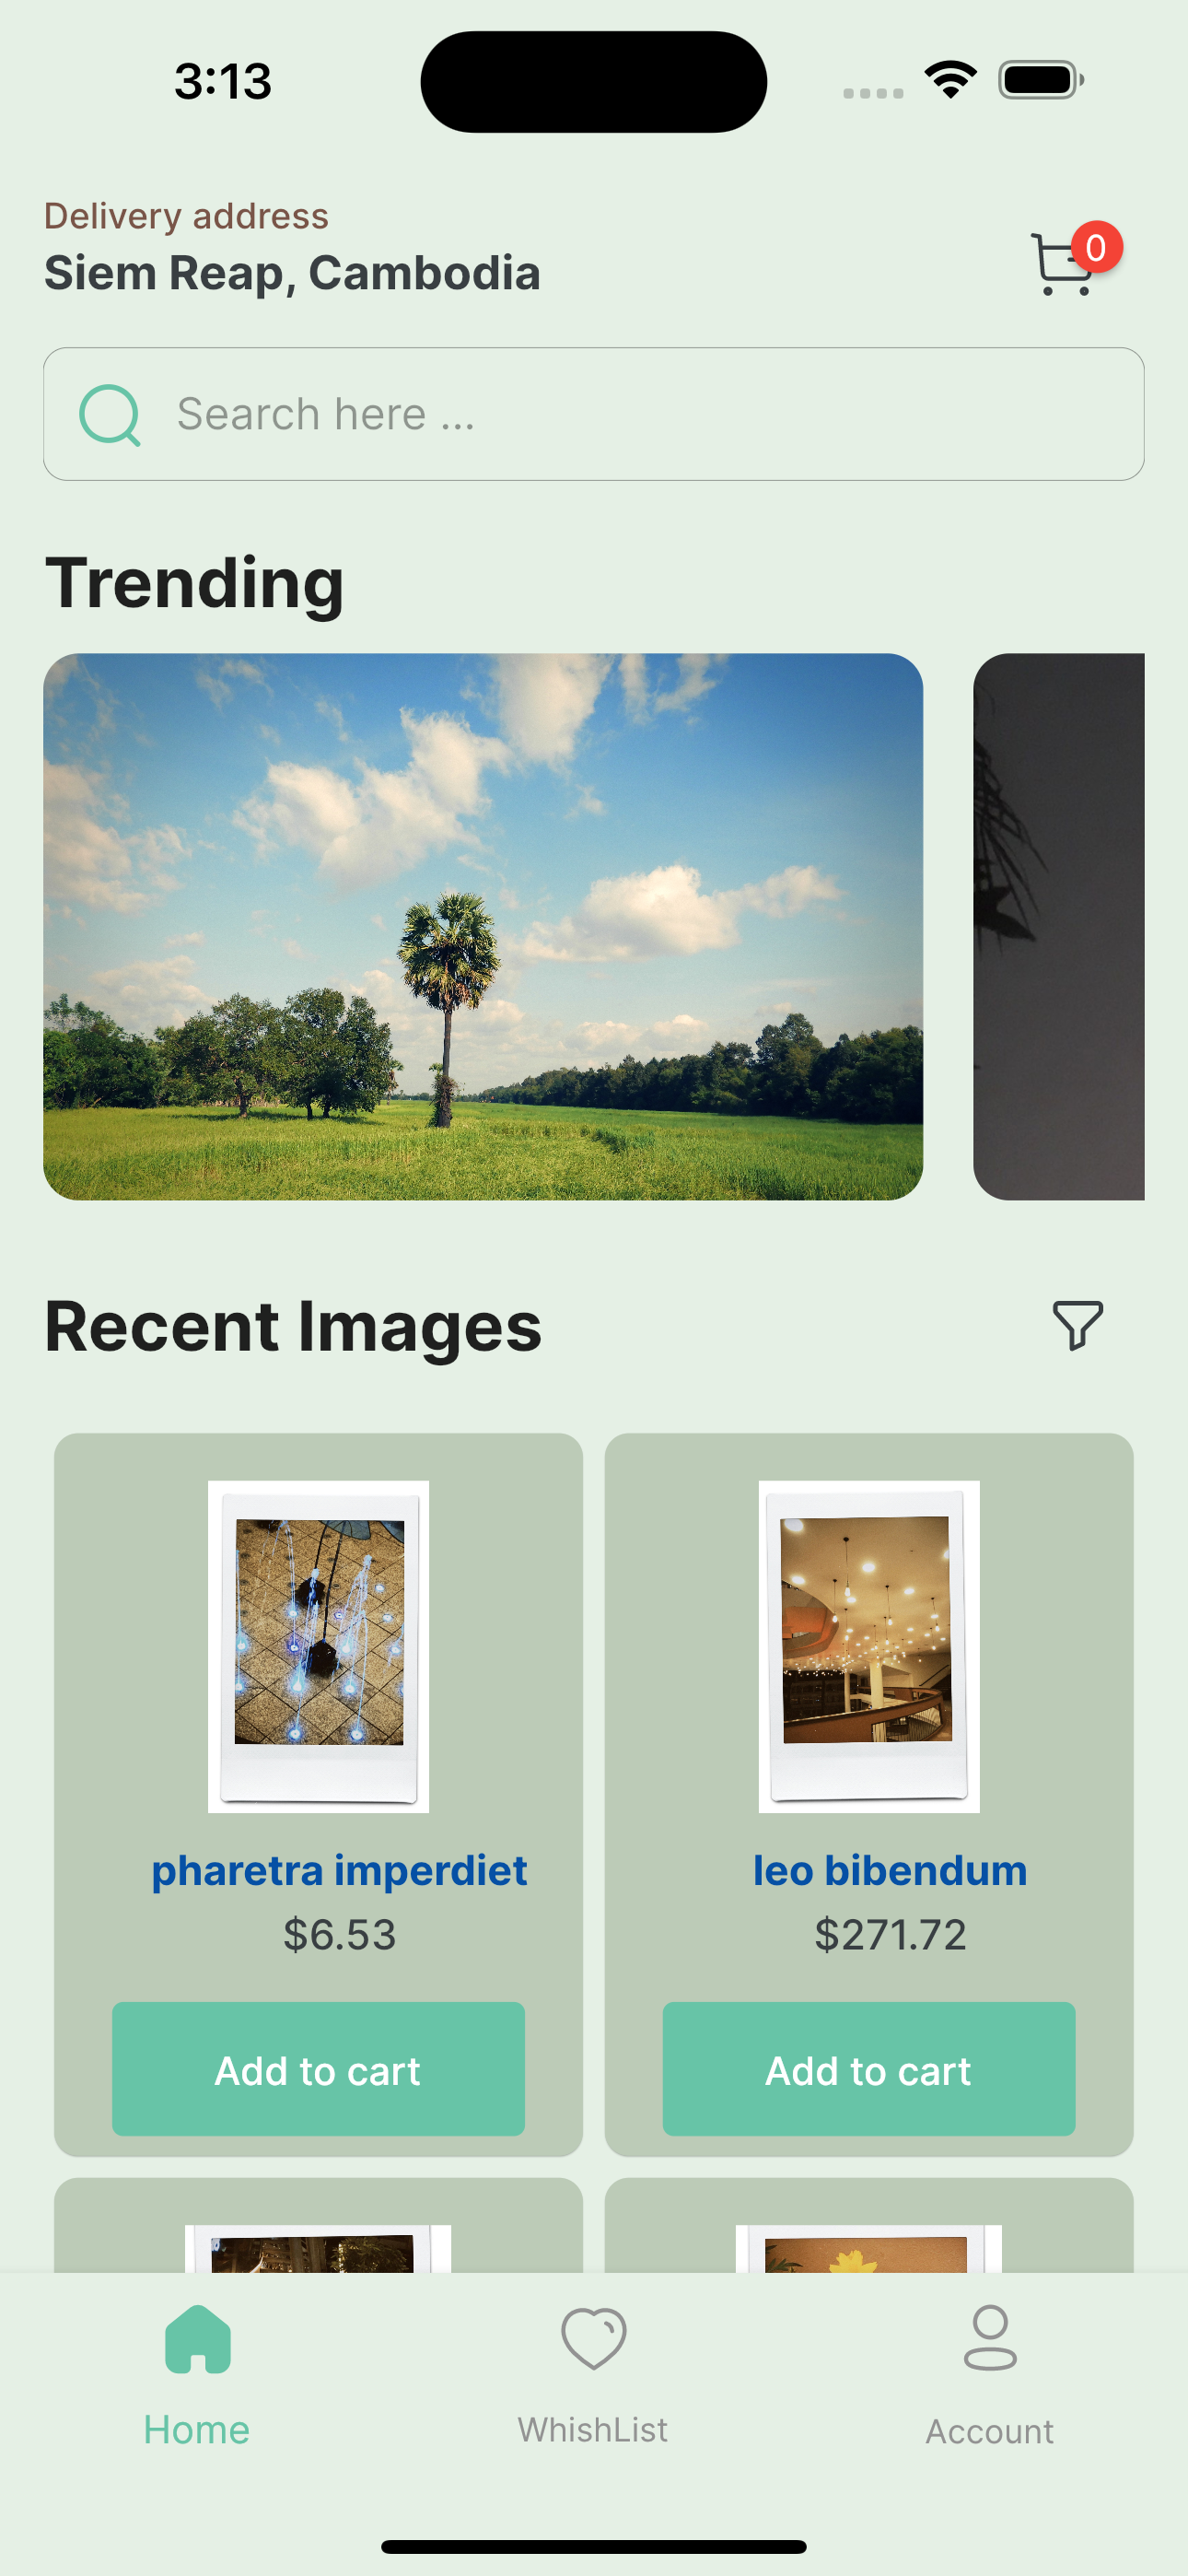 3:13
Delivery address
Siem Reap, Cambodia
0
Search here ...
Trending
Recent Images
pharetra imperdiet
$6.53
Add to cart
leo bibendum
$271.72
Add to cart
Home
WhishList
Account